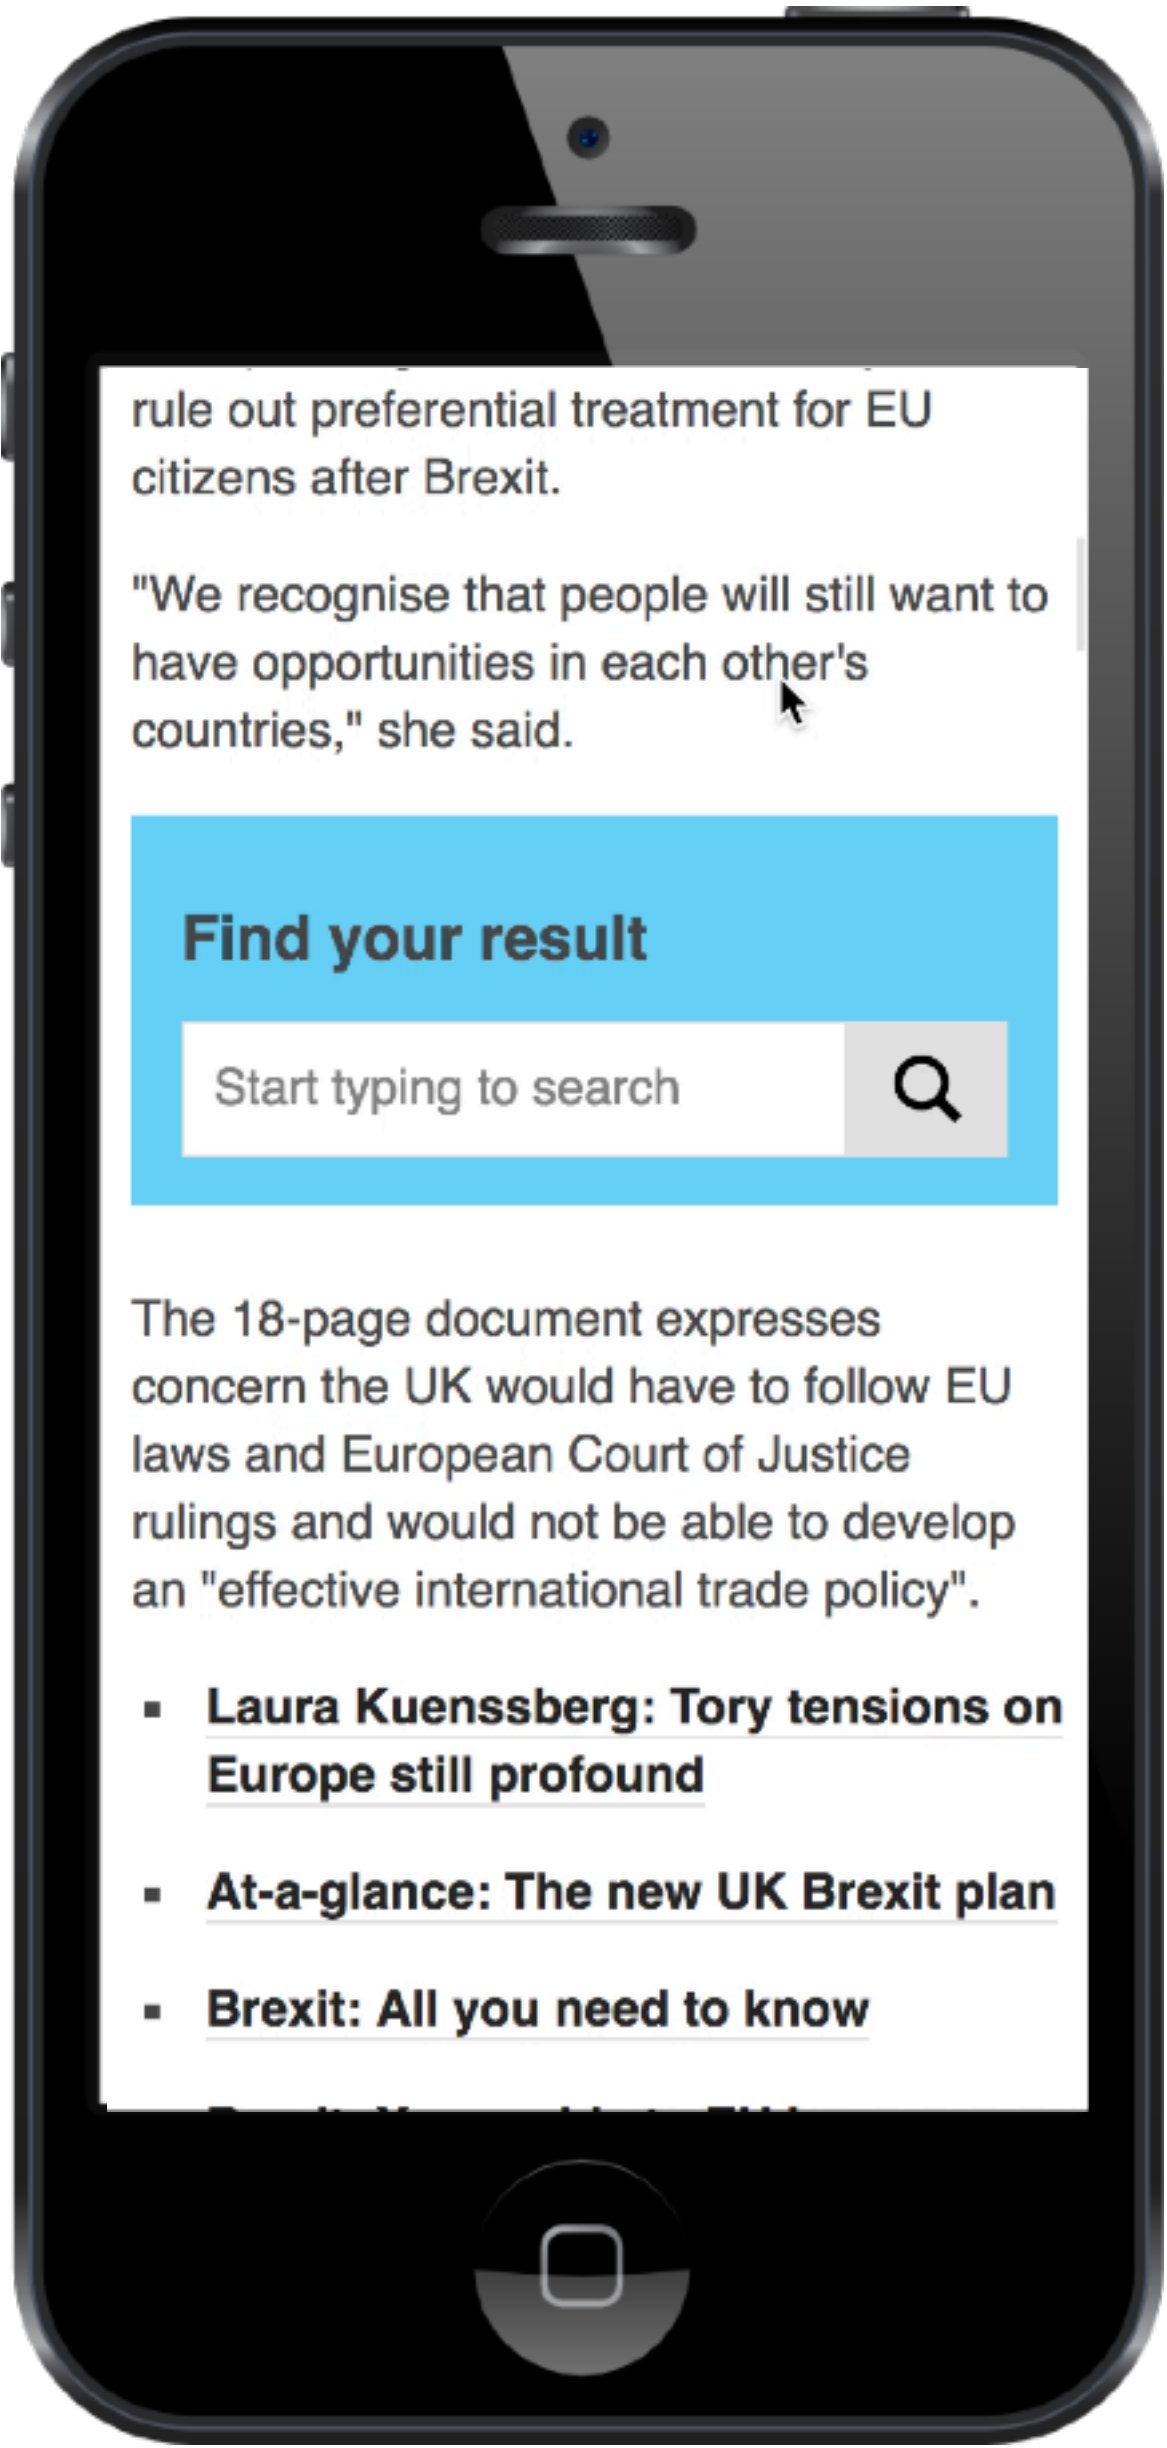 rule out preferential treatment for EU
citizens after Brexit.
"We recognise that people will still want to
have opportunities in each other's
countries," she said.
Find your result
Start typing to search
The 18-page document expresses
concern the UK would have to follow EU
laws and European Court of Justice
rulings and would not be able to develop
an "effective international trade policy".
▪ Laura Kuenssberg: Tory tensions on
Europe still profound
▪ At-a-glance: The new UK Brexit plan
▪ Brexit: All you need to know